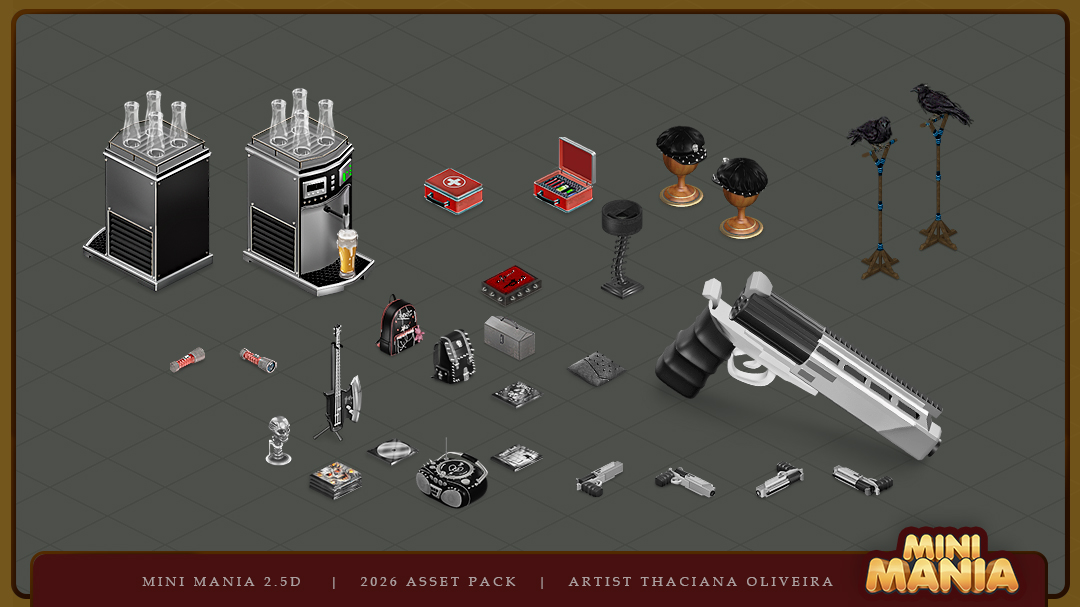 MINI MANIA 2.5D | 2026 ASSET PACK | ARTIST THACIANA OLIVEIRA
MINI
MANIA